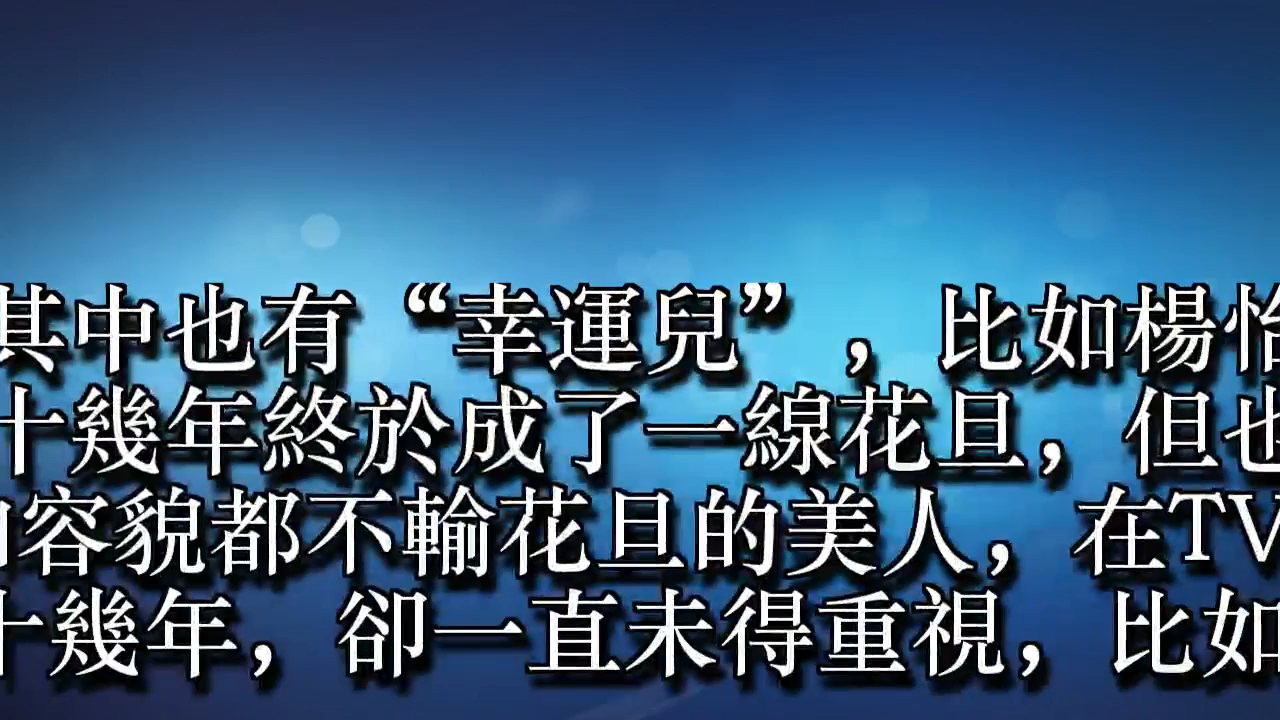 其中也有“幸運兒”，比如楊怡
十幾年終於成了一線花旦，但也
容貌都不輸花旦的美人，在TV
十幾年，卻一直未得重視，比如